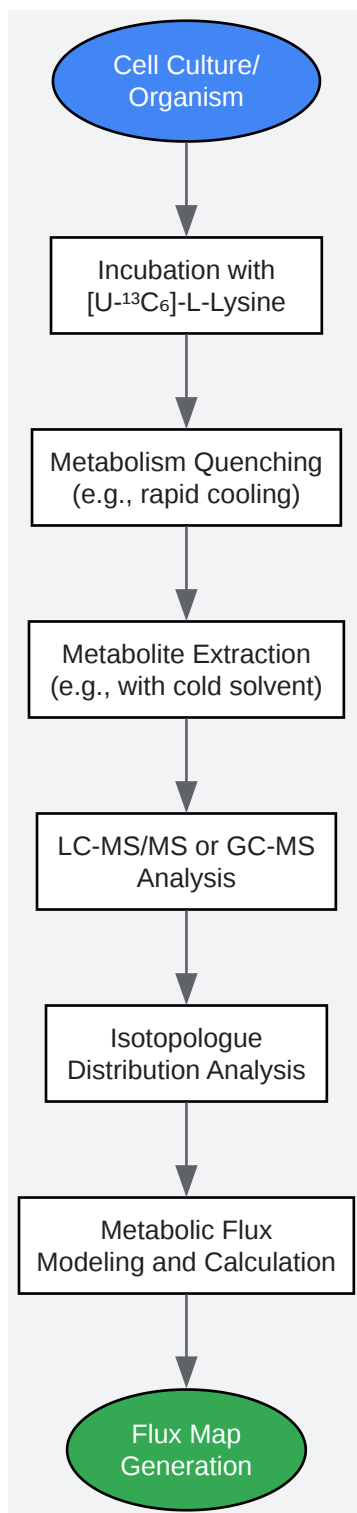 Cell Culture/
Organism
Incubation with
[U-¹³C₆]-L-Lysine
Metabolism Quenching
(e.g., rapid cooling)
Metabolite Extraction
(e.g., with cold solvent)
LC-MS/MS or GC-MS
Analysis
Isotopologue
Distribution Analysis
Metabolic Flux
Modeling and Calculation
Flux Map
Generation